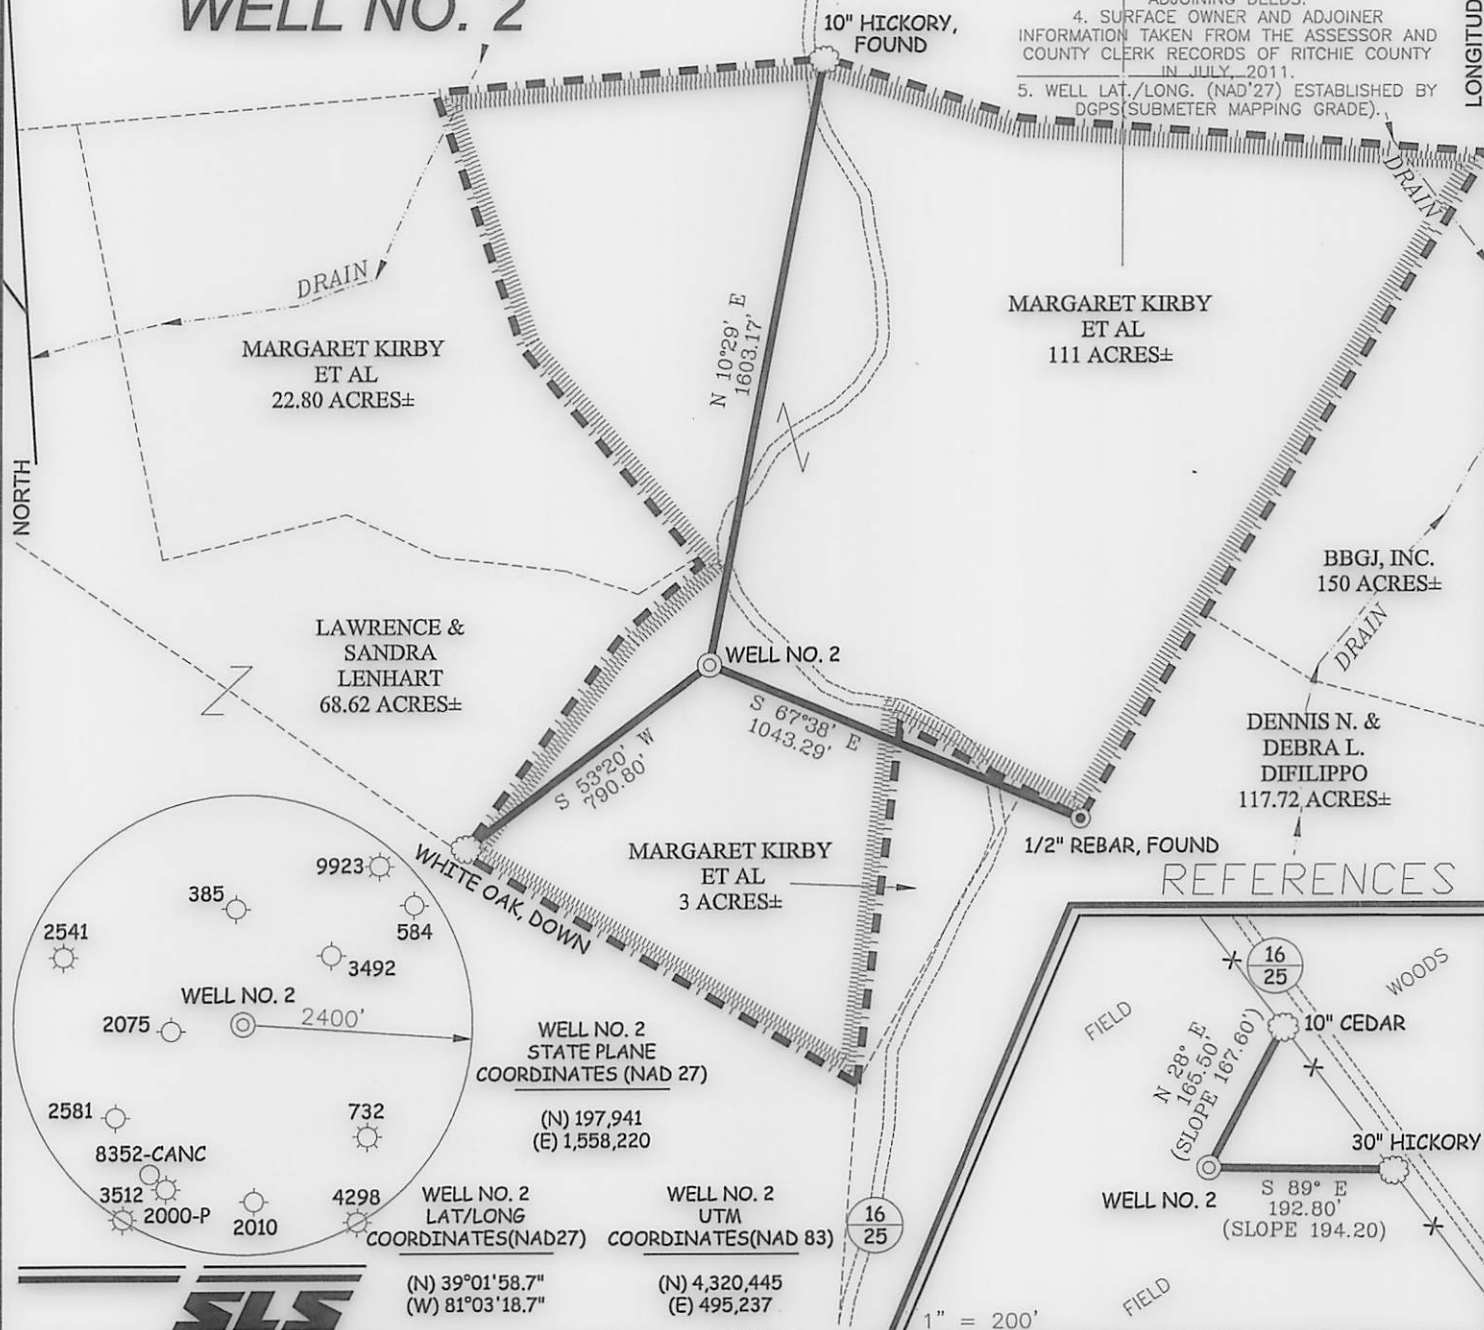 WELL NO. 2
10" HICKORY,
FOUND
ADJOINING DEEDS.
4. SURFACE OWNER AND ADJOINER
INFORMATION TAKEN FROM THE ASSESSOR AND
COUNTY CLERK RECORDS OF RITCHIE COUNTY
IN JULY, 2011.
5. WELL LAT./LONG. (NAD'27) ESTABLISHED BY
DGPS(SUBMETER MAPPING GRADE).
LONGITUD
DRAIN
DRAIN
MARGARET KIRBY
ET AL
22.80 ACRES±
N 10°29' E
1603.17'
MARGARET KIRBY
ET AL
111 ACRES±
NORTH
BBGJ, INC.
150 ACRES±
DRAIN
LAWRENCE &
SANDRA
LENHART
68.62 ACRES±
WELL NO. 2
S 67°38' E
1043.29'
S 53°20' W
790.80'
DENNIS N. &
DEBRA L.
DIFILIPPO
117.72 ACRES±
1/2" REBAR, FOUND
WHITE OAK, DOWN
MARGARET KIRBY
ET AL
3 ACRES±
REFERENCES
9923
385
584
2541
3492
WELL NO. 2
2400'
2075
2581
732
8352-CANC
3512
2000-P
2010
4298
WELL NO. 2
STATE PLANE
COORDINATES (NAD 27)
(N) 197,941
(E) 1,558,220
WELL NO. 2
LAT/LONG
COORDINATES(NAD27)
(N) 39°01'58.7"
(W) 81°03'18.7"
WELL NO. 2
UTM
COORDINATES(NAD 83)
(N) 4,320,445
(E) 495,237
16
25
16
25
FIELD
WOODS
10" CEDAR
N 28° E
165.50'
(SLOPE 167.60')
30" HICKORY
WELL NO. 2
S 89° E
192.80'
(SLOPE 194.20)
FIELD
1" = 200'
SLS